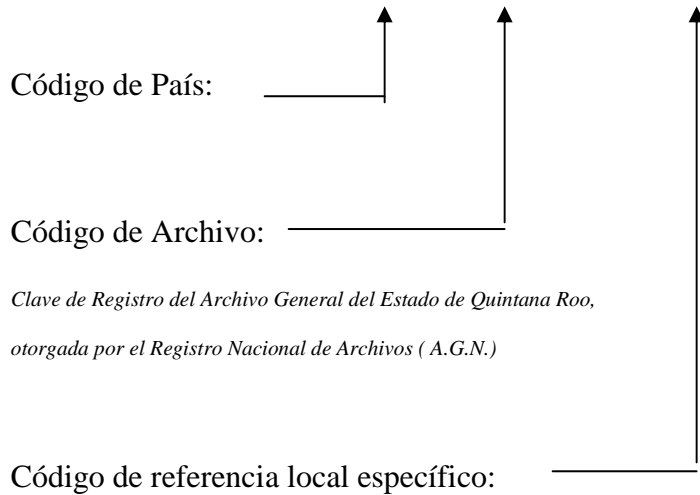 Código de País:
Código de Archivo:
Clave de Registro del Archivo General del Estado de Quintana Roo,
otorgada por el Registro Nacional de Archivos ( A.G.N.)
Código de referencia local específico: